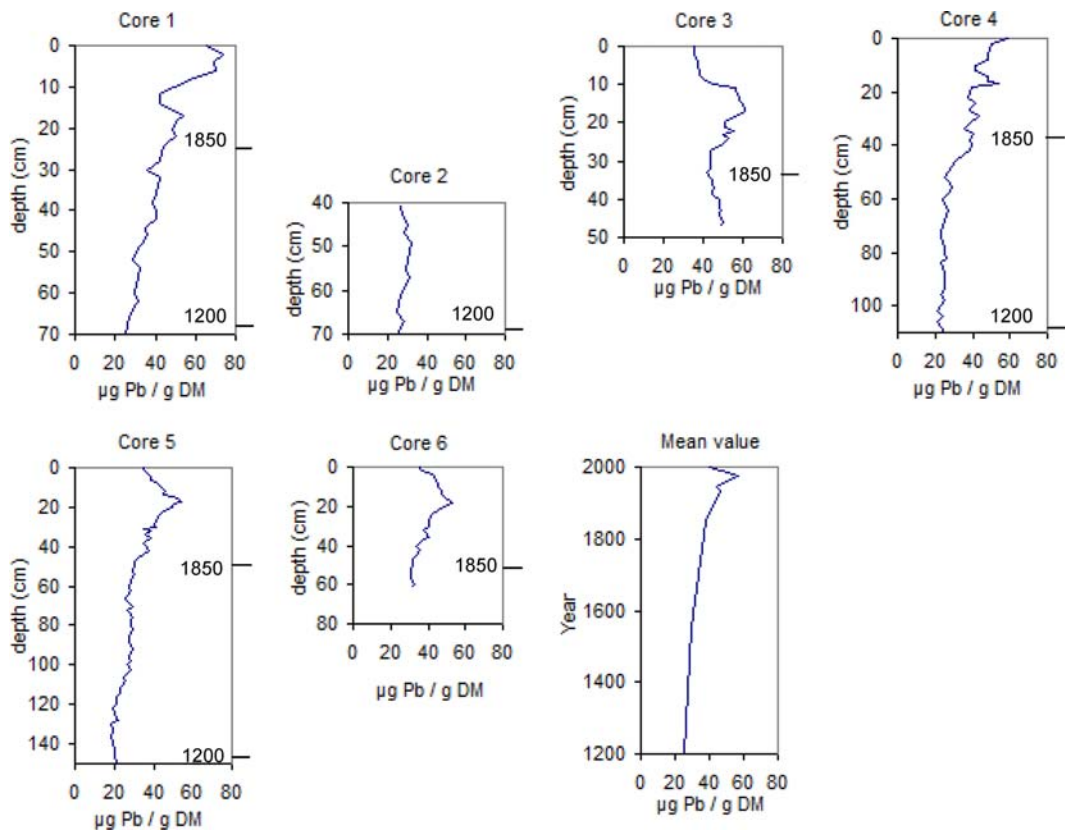 Core 1
0
10
20
30
40
50
60
70
depth (cm)
1850
1200
0 20 40 60 80
µg Pb / g DM
Core 2
40
50
60
70
depth (cm)
1200
0 20 40 60 80
µg Pb / g DM
Core 3
0
10
20
30
40
50
depth (cm)
1850
0 20 40 60 80
µg Pb / g DM
Core 4
0
20
40
60
80
100
depth (cm)
1850
1200
0 20 40 60 80
µg Pb / g DM
Core 5
0
20
40
60
80
100
120
140
depth (cm)
1850
1200
0 20 40 60 80
µg Pb / g DM
Core 6
0
20
40
60
80
depth (cm)
1850
0 20 40 60 80
µg Pb / g DM
Mean value
2000
1800
1600
1400
1200
Year
0 20 40 60 80
µg Pb / g DM